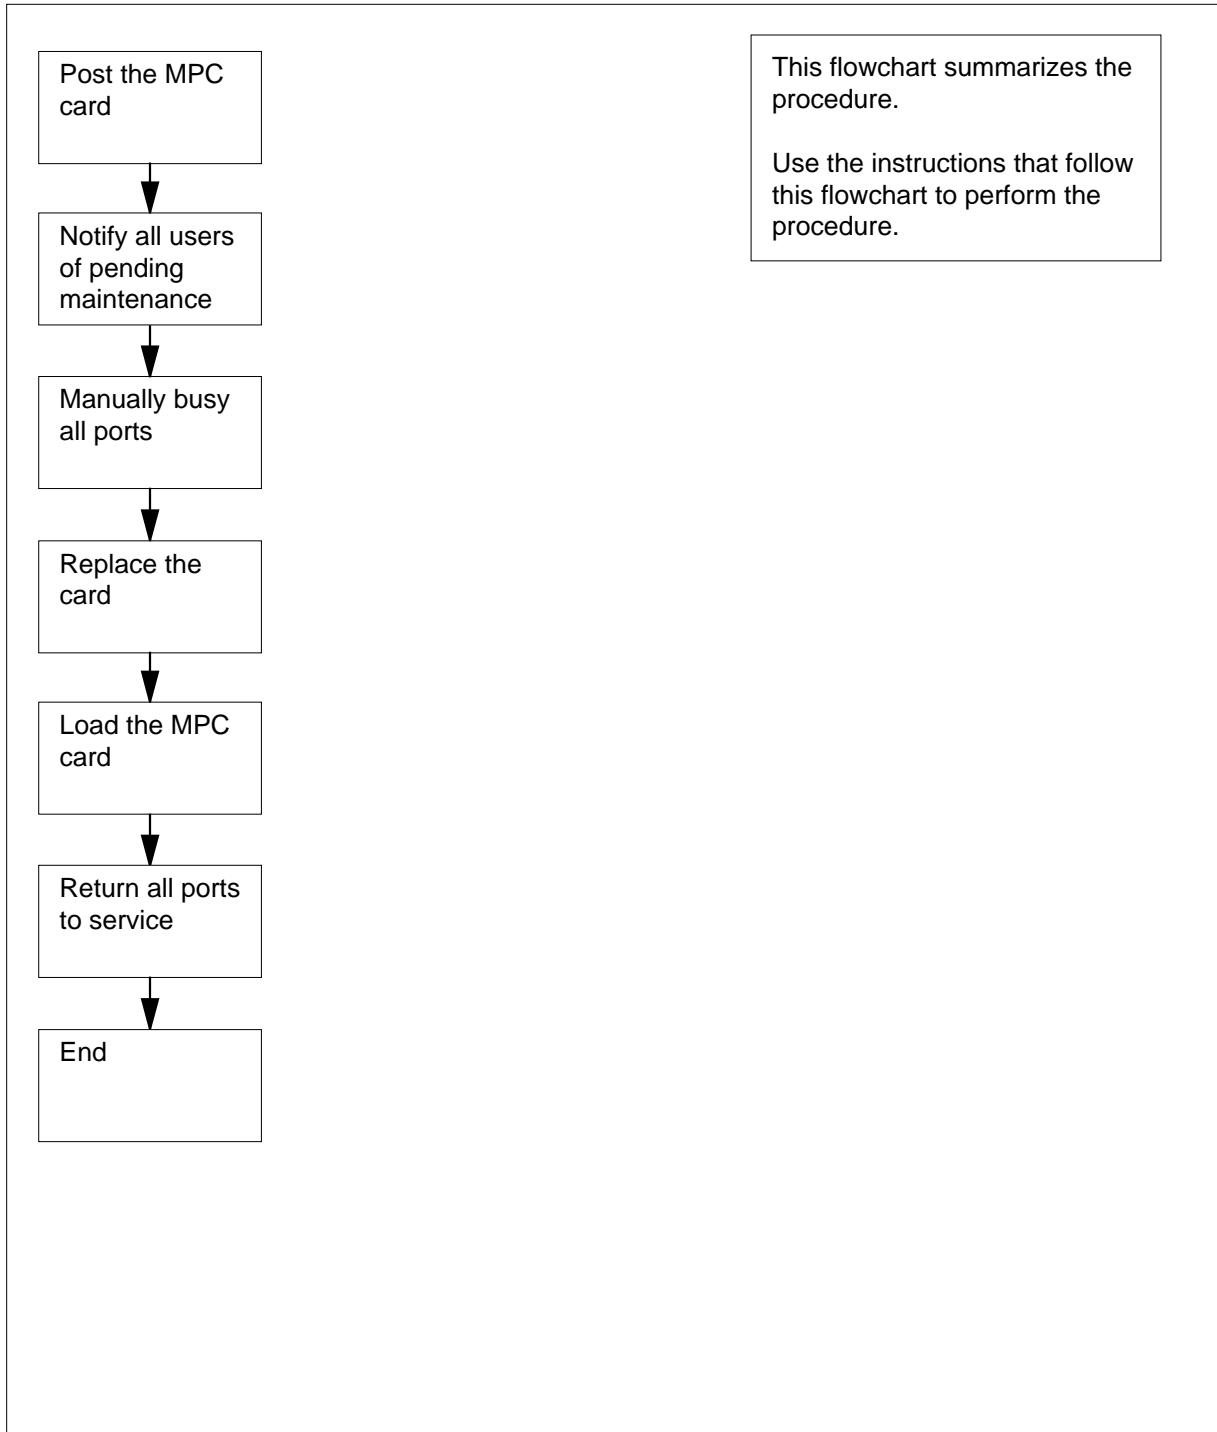 Post the MPC
card
Notify all users
of pending
maintenance
Manually busy
all ports
Replace the
card
Load the MPC
card
Return all ports
to service
End
This flowchart summarizes the
procedure.
Use the instructions that follow
this flowchart to perform the
procedure.